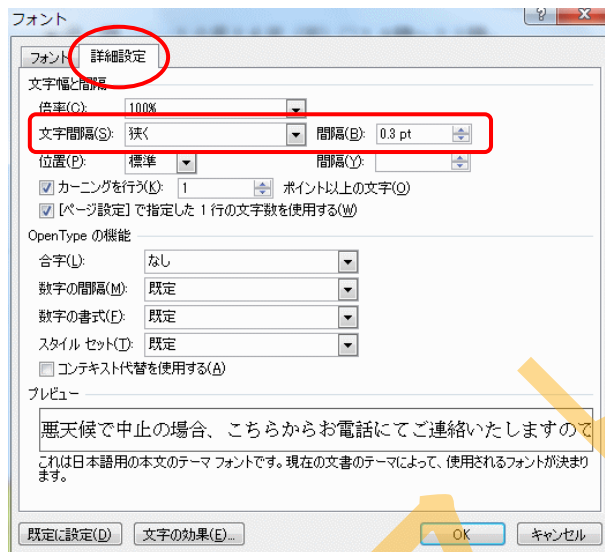 フォント
フォント 詳細設定
文字幅と間隔
倍率(C): 100%
文字間隔(S): 狭く 間隔(B): 0.3 pt
位置(P): 標準 間隔(Y):
カーニングを行う(K): 1 ポイント以上の文字(O)
[ページ設定] で指定した 1 行の文字数を使用する(W)
OpenType の機能
合字(L): なし
数字の間隔(M): 既定
数字の書式(F): 既定
スタイル セット(T): 既定
コンテキスト代替を使用する(A)
プレビュー
悪天候で中止の場合、こちらからお電話にてご連絡いたしますので
これは日本語用の本文のテーマ フォントです。現在の文書のテーマによって、使用されるフォントが決まり
ます。
既定に設定(D) 文字の効果(E)... OK キャンセル